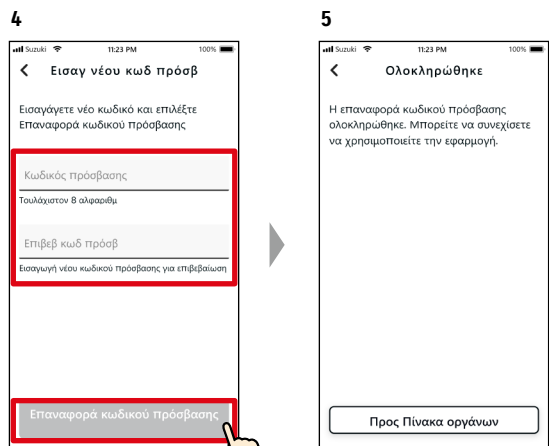 4
Suzuki 11:23 PM 100%
Εισαγ νέου κωδ πρόσβ
Εισαγάγετε νέο κωδικό και επιλέξτε
Επαναφορά κωδικού πρόσβασης
Κωδικός πρόσβασης
Τουλάχιστον 8 αλφαριθμ
Επιβεβ κωδ πρόσβ
Εισαγωγή νέου κωδικού πρόσβασης για επιβεβαίωση
Επαναφορά κωδικού πρόσβασης
5
Suzuki 11:23 PM 100%
Ολοκληρώθηκε
Η επαναφορά κωδικού πρόσβασης
ολοκληρώθηκε. Μπορείτε να συνεχίσετε
να χρησιμοποιείτε την εφαρμογή.
Προς Πίνακα οργάνων